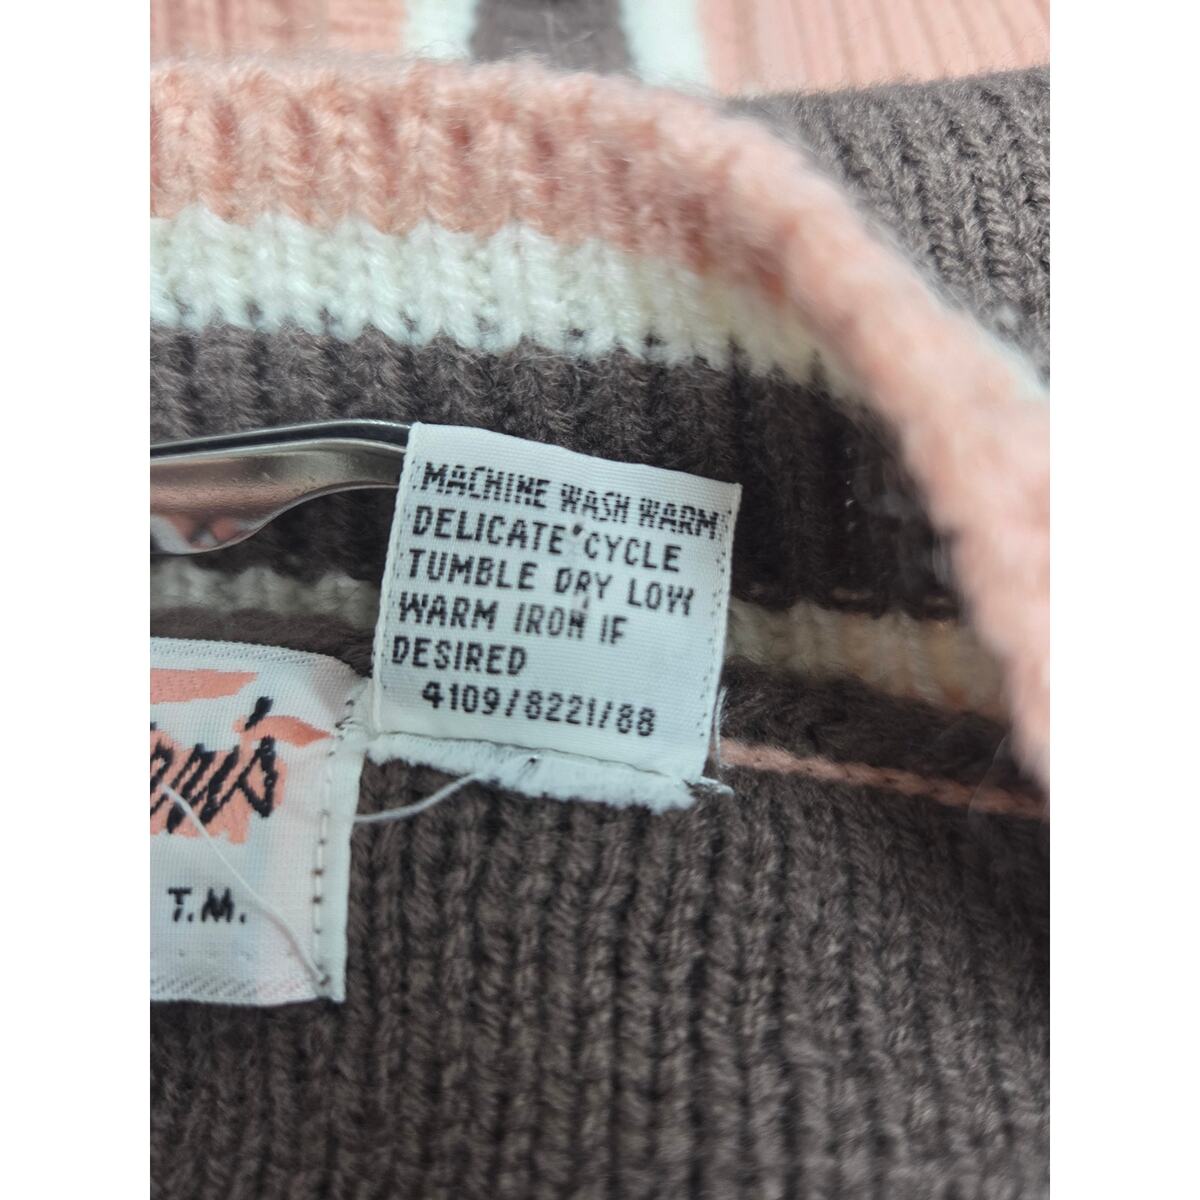 MACHINE WASH WARM
DELICATE CYCLE
TUMBLE DRY LOW
WARM IRON IF
DESIRED
4109/8221/88
T.M.